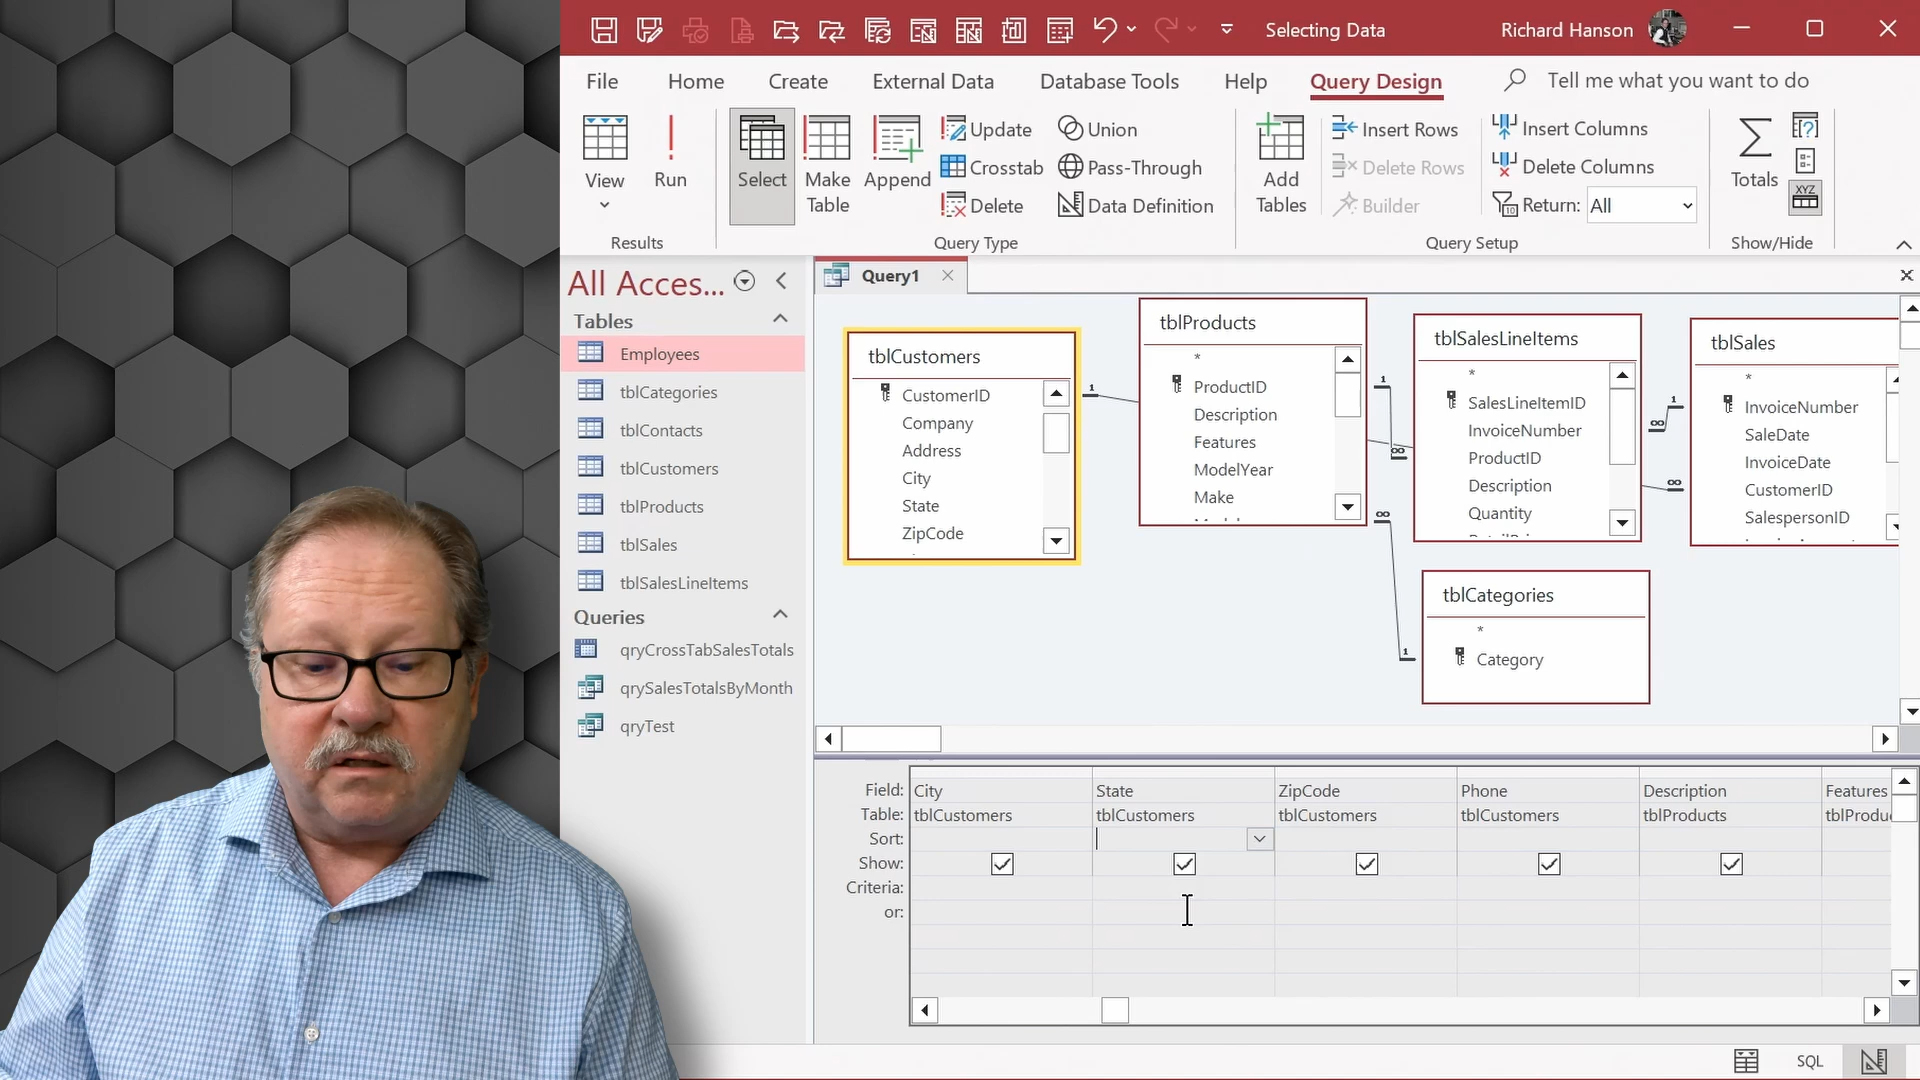 Selecting Data
Richard Hanson
File Home Create External Data Database Tools Help Query Design Tell me what you want to do
View
Run
Select
Make Table
Append
Update
Crosstab
Delete
Union
Pass-Through
Data Definition
Add Tables
Insert Rows
Delete Rows
Builder
Insert Columns
Delete Columns
Return: All
Totals
XYZ
Results
Query Type
Query Setup
Show/Hide
All Acces...
Tables
Employees
tblCategories
tblContacts
tblCustomers
tblProducts
tblSales
tblSalesLineItems
Queries
qryCrossTabSalesTotals
qrySalesTotalsByMonth
qryTest
Query1
tblCustomers
CustomerID
Company
Address
City
State
ZipCode
1
tblProducts
*
ProductID
Description
Features
ModelYear
Make
1
∞
∞
1
tblSalesLineItems
*
SalesLineItemID
InvoiceNumber
ProductID
Description
Quantity
1
∞
∞
tblSales
*
InvoiceNumber
SaleDate
InvoiceDate
CustomerID
SalespersonID
tblCategories
*
Category
Field: City State ZipCode Phone Description Features
Table: tblCustomers tblCustomers tblCustomers tblCustomers tblProducts tblProdu
Sort:
Show:
Criteria:
or:
SQL